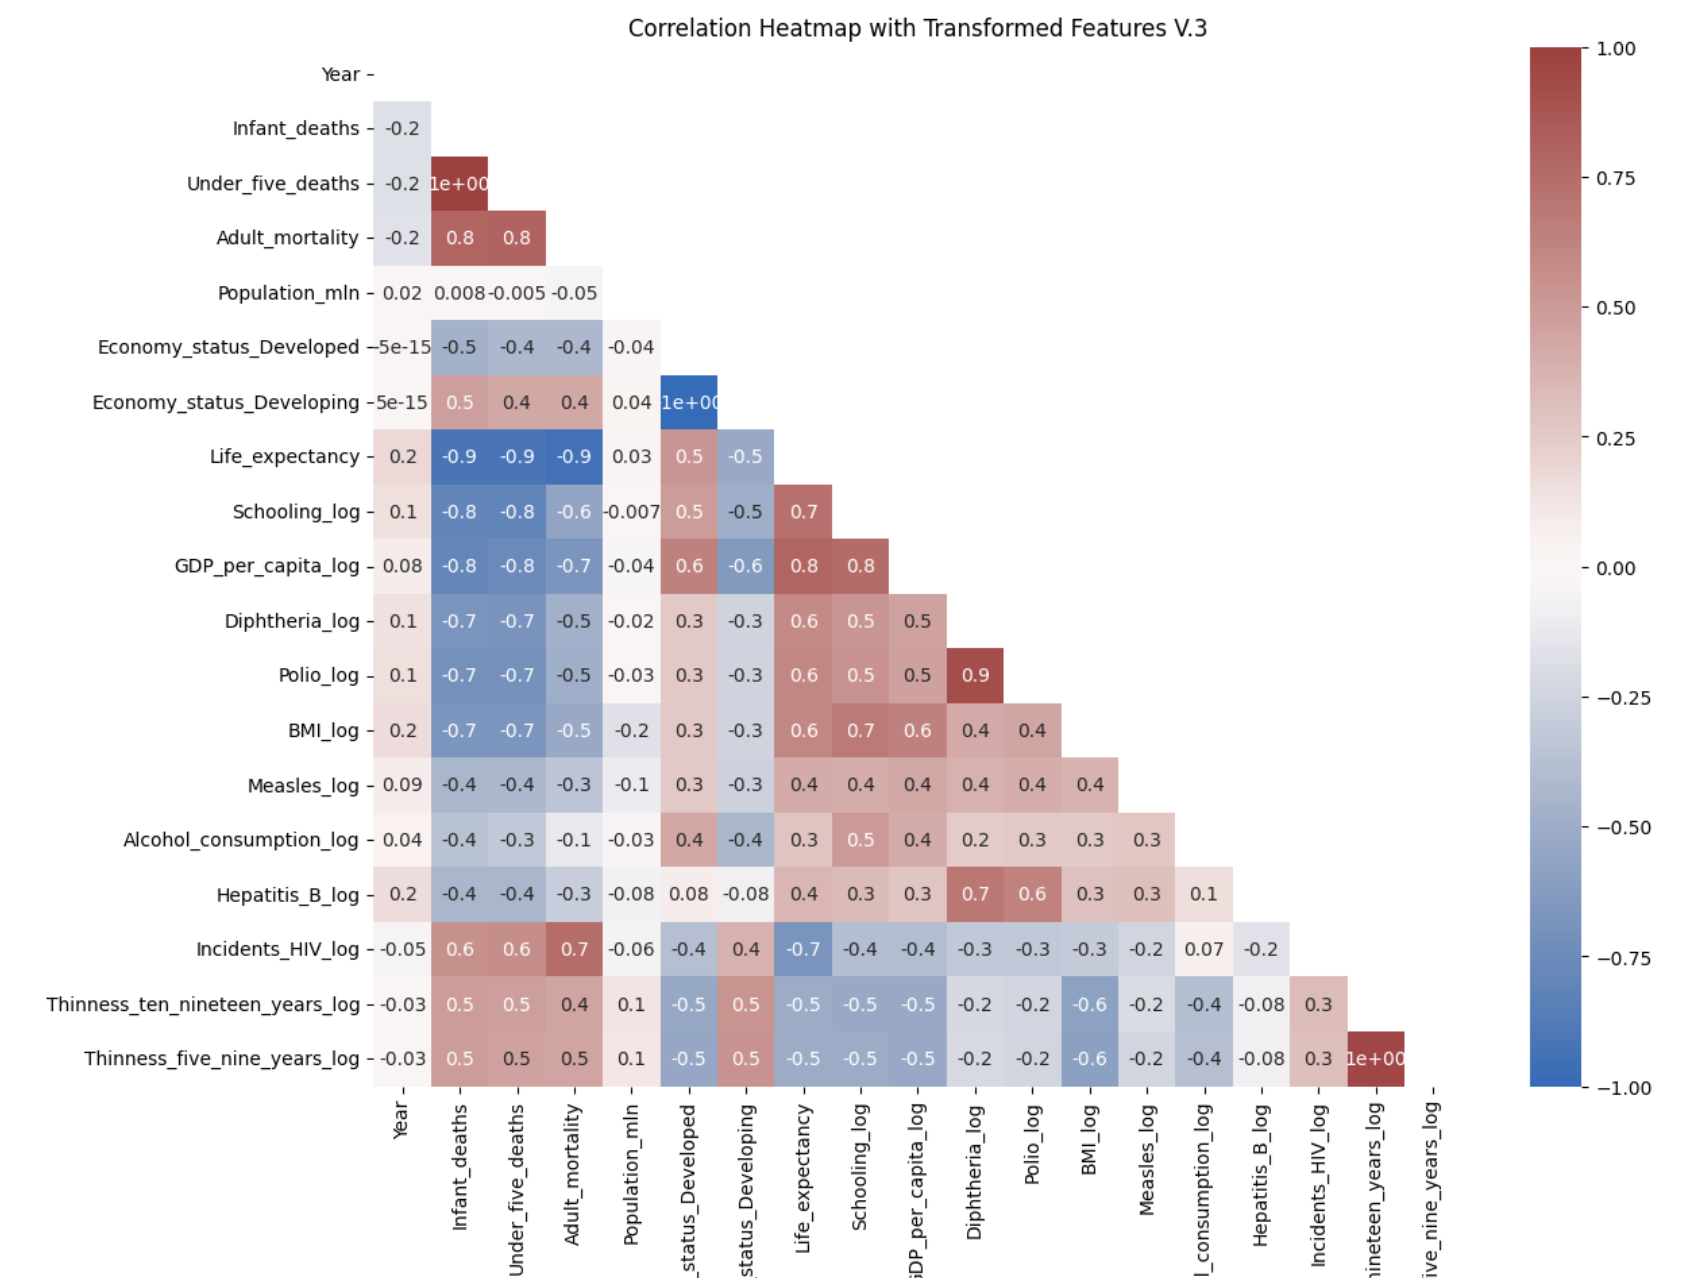 Correlation Heatmap with Transformed Features V.3
Year
Infant_deaths -0.2
Under_five_deaths -0.2 1e+00
Adult_mortality -0.2 0.8 0.8
Population_mln 0.02 0.008 -0.005 -0.05
Economy_status_Developed -5e-15 -0.5 -0.4 -0.4 -0.04
Economy_status_Developing 5e-15 0.5 0.4 0.4 0.04 1e+00
Life_expectancy 0.2 -0.9 -0.9 -0.9 0.03 0.5 -0.5
Schooling_log 0.1 -0.8 -0.8 -0.6 -0.007 0.5 -0.5 0.7
GDP_per_capita_log 0.08 -0.8 -0.8 -0.7 -0.04 0.6 -0.6 0.8 0.8
Diphtheria_log 0.1 -0.7 -0.7 -0.5 -0.02 0.3 -0.3 0.6 0.5 0.5
Polio_log 0.1 -0.7 -0.7 -0.5 -0.03 0.3 -0.3 0.6 0.5 0.5 0.9
BMI_log 0.2 -0.7 -0.7 -0.5 -0.2 0.3 -0.3 0.6 0.7 0.6 0.4 0.4
Measles_log 0.09 -0.4 -0.4 -0.3 -0.1 0.3 -0.3 0.4 0.4 0.4 0.4 0.4 0.4
Alcohol_consumption_log 0.04 -0.4 -0.3 -0.1 -0.03 0.4 -0.4 0.3 0.5 0.4 0.2 0.3 0.3 0.3
Hepatitis_B_log 0.2 -0.4 -0.4 -0.3 -0.08 0.08 -0.08 0.4 0.3 0.3 0.7 0.6 0.3 0.3 0.1
Incidents_HIV_log -0.05 0.6 0.6 0.7 -0.06 -0.4 0.4 -0.7 -0.4 -0.4 -0.3 -0.3 -0.3 -0.2 0.07 -0.2
Thinness_ten_nineteen_years_log -0.03 0.5 0.5 0.4 0.1 -0.5 0.5 -0.5 -0.5 -0.5 -0.2 -0.2 -0.6 -0.2 -0.4 -0.08 0.3
Thinness_five_nine_years_log -0.03 0.5 0.5 0.5 0.1 -0.5 0.5 -0.5 -0.5 -0.5 -0.2 -0.2 -0.6 -0.2 -0.4 -0.08 0.3 1e+00
Year
Infant_deaths
Under_five_deaths
Adult_mortality
Population_mln
_status_Developed
status_Developing
Life_expectancy
Schooling_log
GDP_per_capita_log
Diphtheria_log
Polio_log
BMI_log
Measles_log
l_consumption_log
Hepatitis_B_log
Incidents_HIV_log
nineteen_years_log
five_nine_years_log
1.00
0.75
0.50
0.25
0.00
−0.25
−0.50
−0.75
−1.00